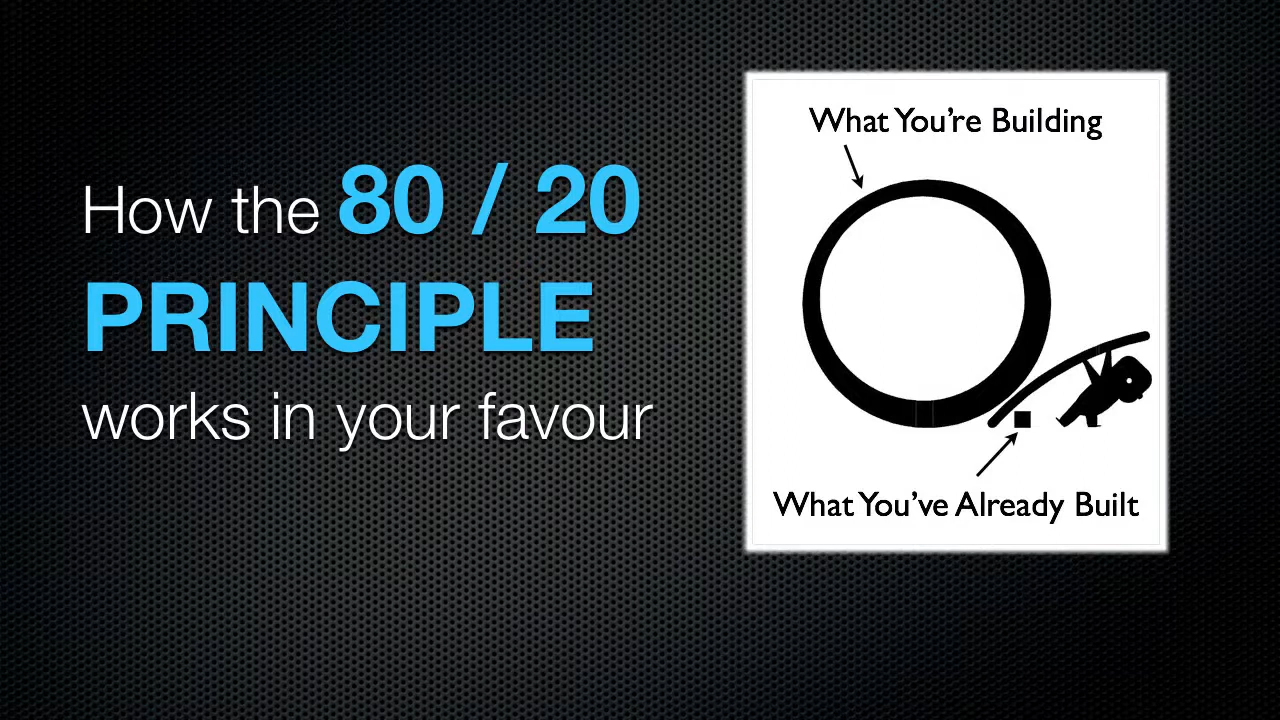 How the 80 / 20
PRINCIPLE
works in your favour
What You're Building
What You've Already Built